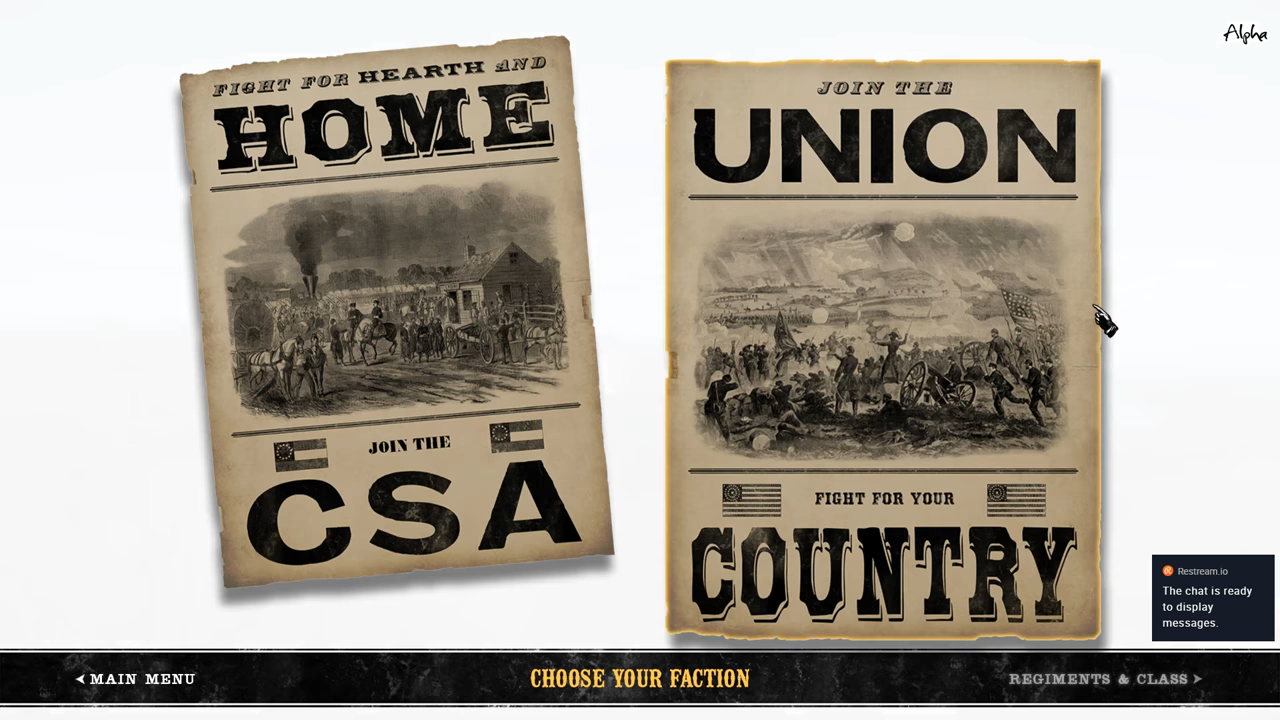 Alpha
FIGHT FOR HEARTH AND
HOME
JOIN THE
CSA
JOIN THE
UNION
FIGHT FOR YOUR
COUNTRY
Restream.io
The chat is ready
to display
messages.
MAIN MENU
CHOOSE YOUR FACTION
REGIMENTS & CLASS